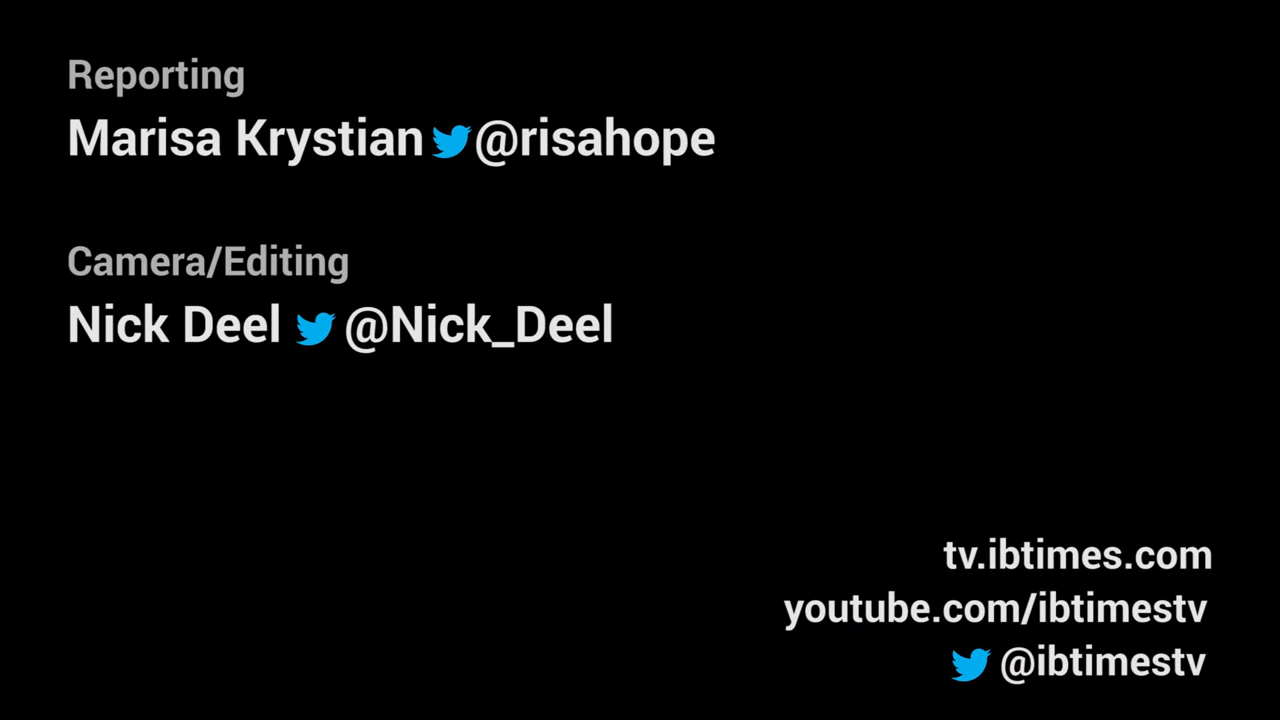 Reporting
Marisa Krystian @risahope
Camera/Editing
Nick Deel @Nick_Deel
tv.ibtimes.com
youtube.com/ibtimestv
@ibtimestv